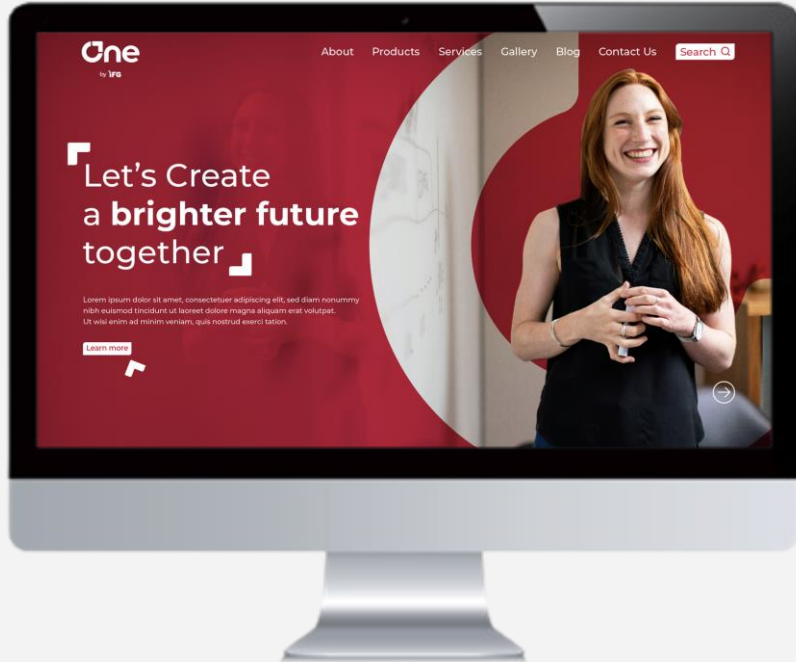 One
by IFG
About Products Services Gallery Blog Contact Us Search
Let's Create
a brighter future
together
Lorem ipsum dolor sit amet, consectetuer adipiscing elit, sed diam nonummy
nibh euismod tincidunt ut laoreet dolore magna aliquam erat volutpat.
Ut wisi enim ad minim veniam, quis nostrud exerci tation.
Learn more